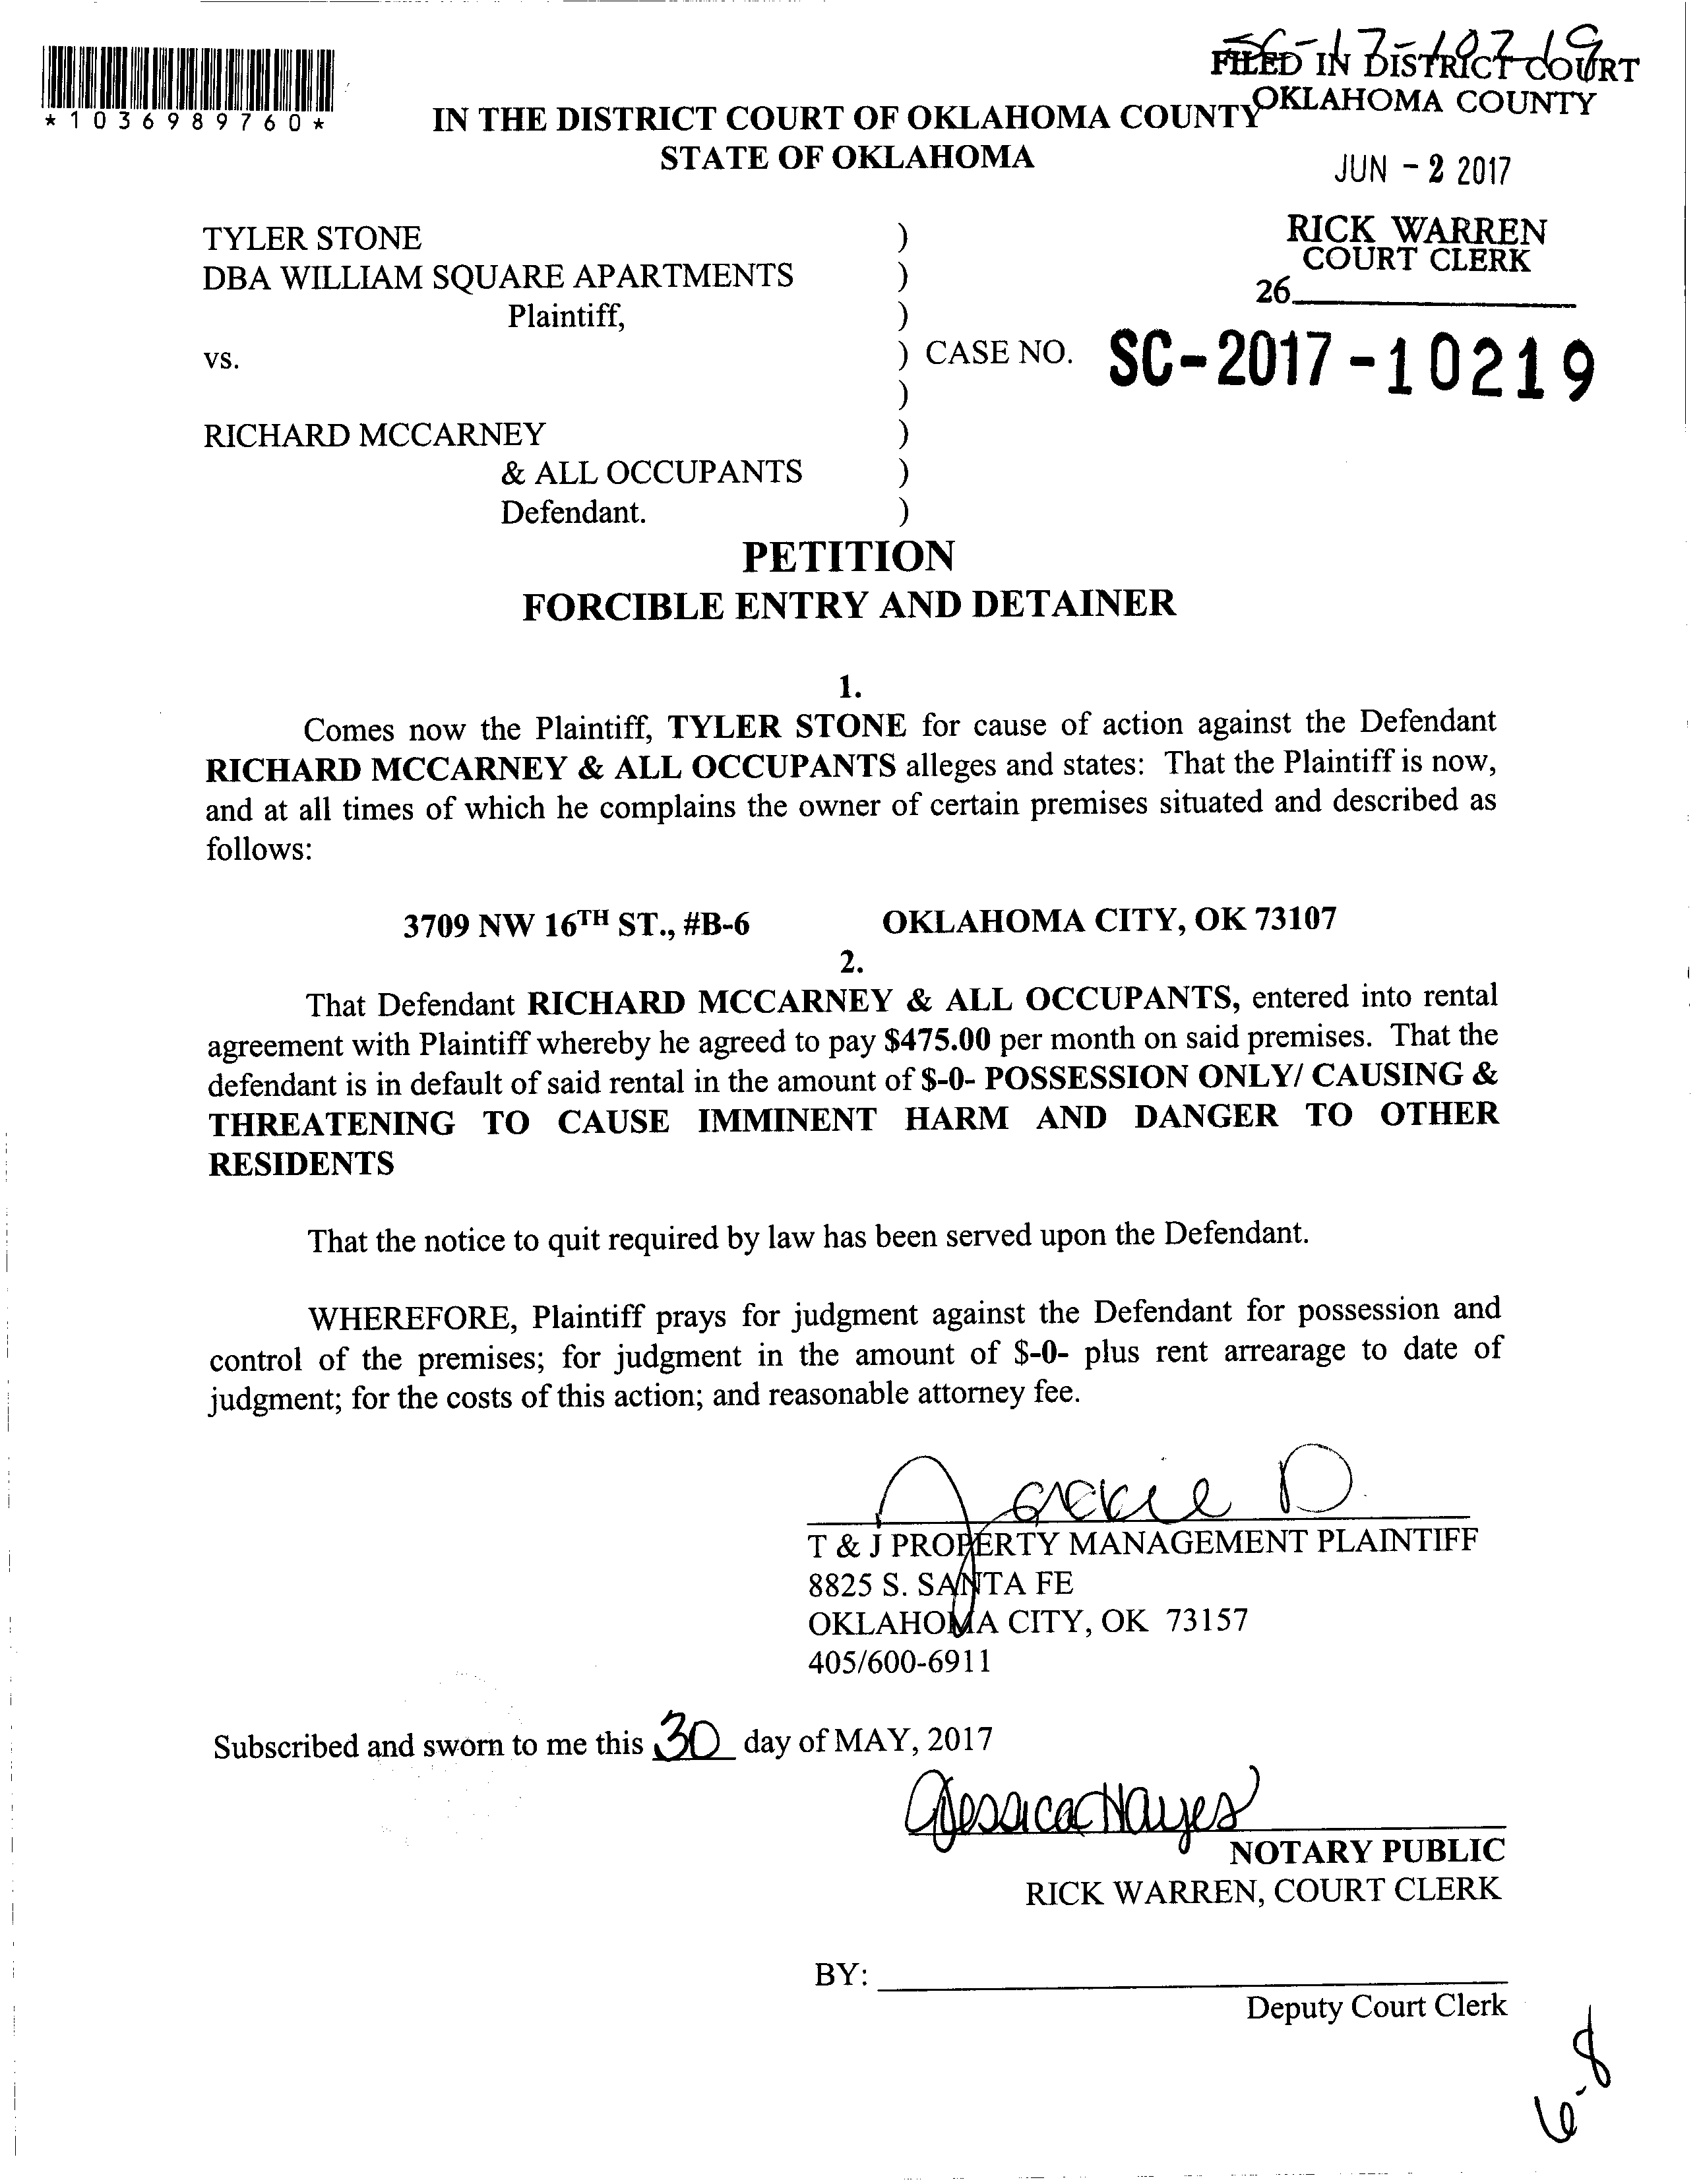 SC-17-10219
FILED IN DISTRICT COURT
OKLAHOMA COUNTY
*1036989760*
IN THE DISTRICT COURT OF OKLAHOMA COUNTY
STATE OF OKLAHOMA
JUN - 2 2017
RICK WARREN
COURT CLERK
26
TYLER STONE )
DBA WILLIAM SQUARE APARTMENTS )
Plaintiff, )
vs. ) CASE NO. SC-2017-10219
)
RICHARD MCCARNEY )
& ALL OCCUPANTS )
Defendant. )
PETITION
FORCIBLE ENTRY AND DETAINER
1.
Comes now the Plaintiff, TYLER STONE for cause of action against the Defendant
RICHARD MCCARNEY & ALL OCCUPANTS alleges and states: That the Plaintiff is now,
and at all times of which he complains the owner of certain premises situated and described as
follows:
3709 NW 16TH ST., #B-6 OKLAHOMA CITY, OK 73107
2.
That Defendant RICHARD MCCARNEY & ALL OCCUPANTS, entered into rental
agreement with Plaintiff whereby he agreed to pay $475.00 per month on said premises. That the
defendant is in default of said rental in the amount of $-0- POSSESSION ONLY/ CAUSING &
THREATENING TO CAUSE IMMINENT HARM AND DANGER TO OTHER
RESIDENTS
That the notice to quit required by law has been served upon the Defendant.
WHEREFORE, Plaintiff prays for judgment against the Defendant for possession and
control of the premises; for judgment in the amount of $-0- plus rent arrearage to date of
judgment; for the costs of this action; and reasonable attorney fee.
Jackie D.
T & J PROPERTY MANAGEMENT PLAINTIFF
8825 S. SANTA FE
OKLAHOMA CITY, OK 73157
405/600-6911
Subscribed and sworn to me this 30 day of MAY, 2017
Jessica Hayes
NOTARY PUBLIC
RICK WARREN, COURT CLERK
BY:
Deputy Court Clerk
6-8